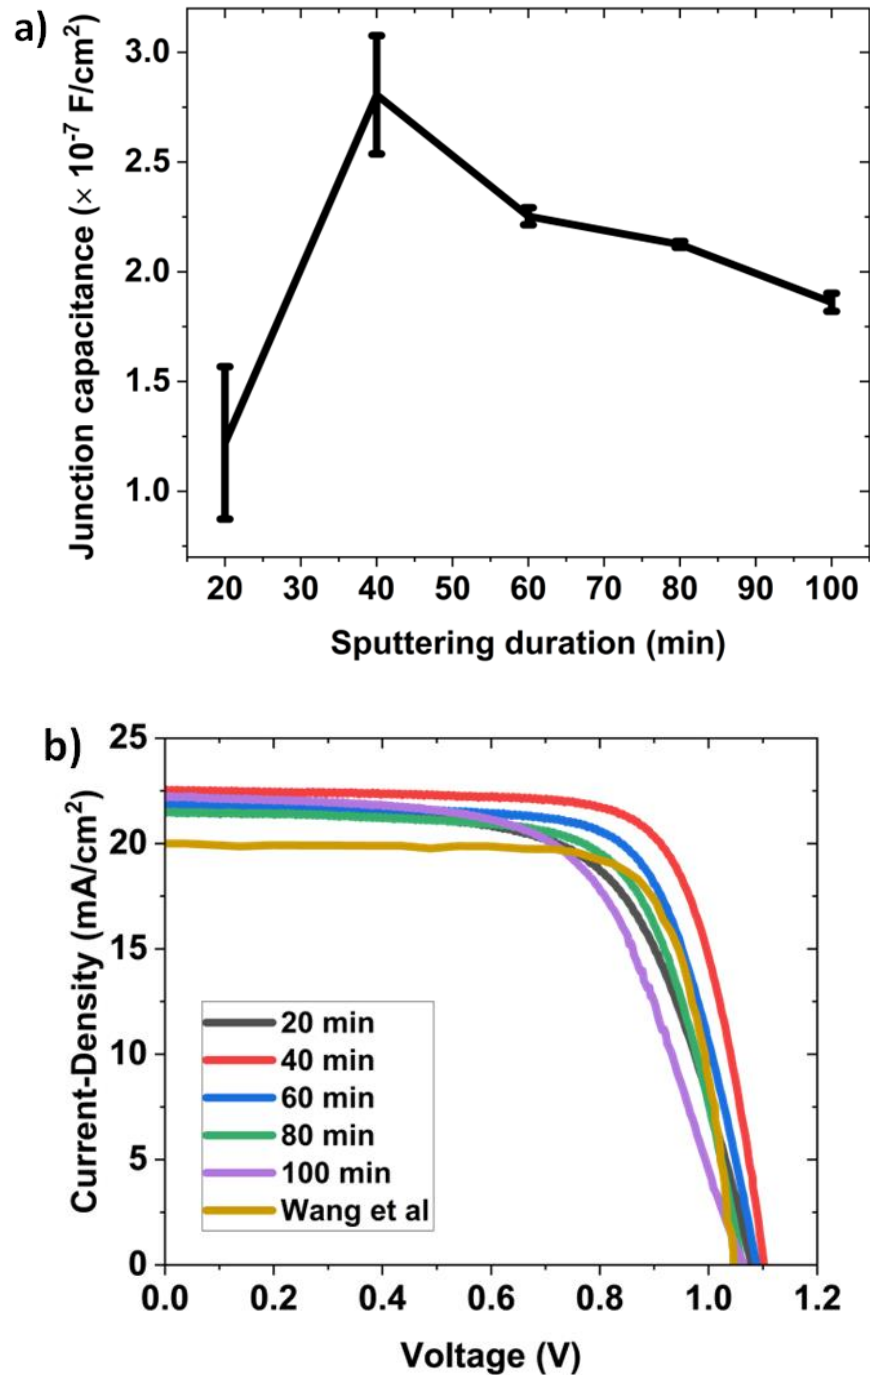 a)
Junction capacitance (× 10⁻⁷ F/cm²)
3.0
2.5
2.0
1.5
1.0
20 30 40 50 60 70 80 90 100
Sputtering duration (min)
b)
Current-Density (mA/cm²)
25
20
15
10
5
0
20 min
40 min
60 min
80 min
100 min
Wang et al
0.0 0.2 0.4 0.6 0.8 1.0 1.2
Voltage (V)